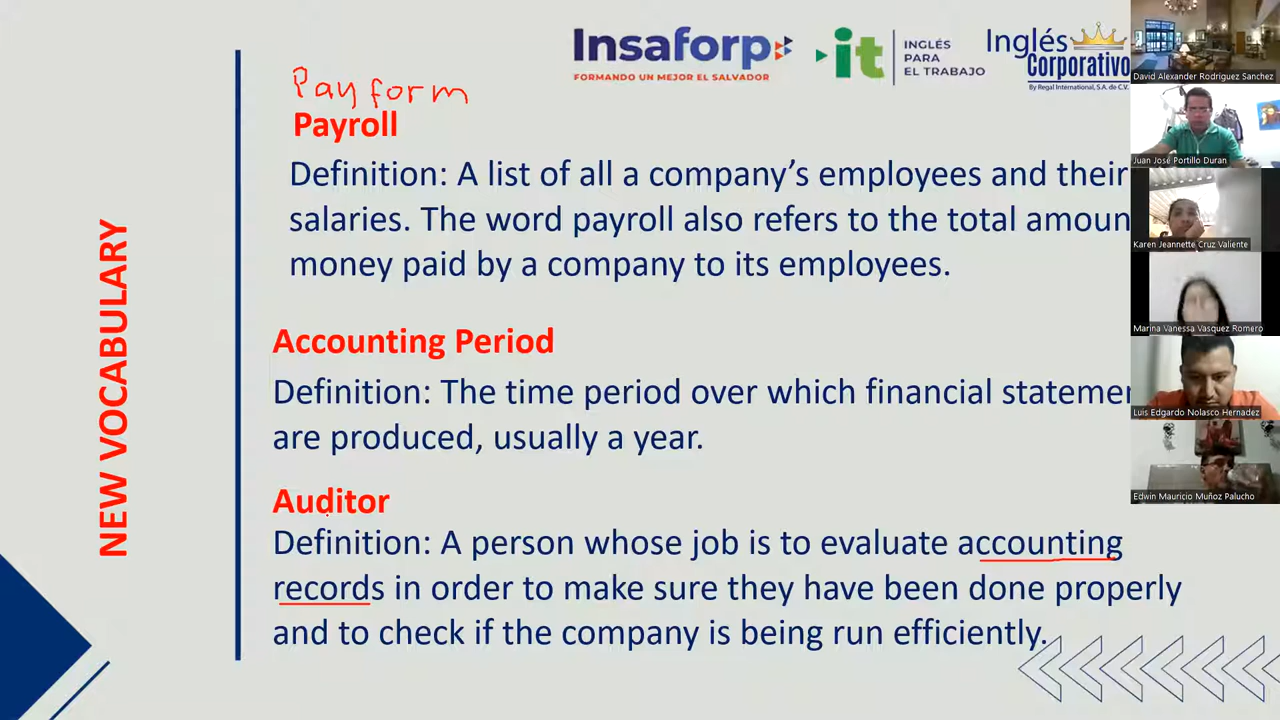 Insaforp
FORMANDO UN MEJOR EL SALVADOR
it
INGLÉS
PARA
EL TRABAJO
Inglés
Corporativo
By Regal International, S.A. de C.V.
Pay form
Payroll
Definition: A list of all a company’s employees and their
salaries. The word payroll also refers to the total amoun
money paid by a company to its employees.
NEW VOCABULARY
Accounting Period
Definition: The time period over which financial statemen
are produced, usually a year.
Auditor
Definition: A person whose job is to evaluate accounting
records in order to make sure they have been done properly
and to check if the company is being run efficiently.
David Alexander Rodriguez Sanchez
Juan José Portillo Duran
Karen Jeannette Cruz Valiente
Marina Vanessa Vasquez Romero
Luis Edgardo Nolasco Hernadez
Edwin Mauricio Muñoz Palucho